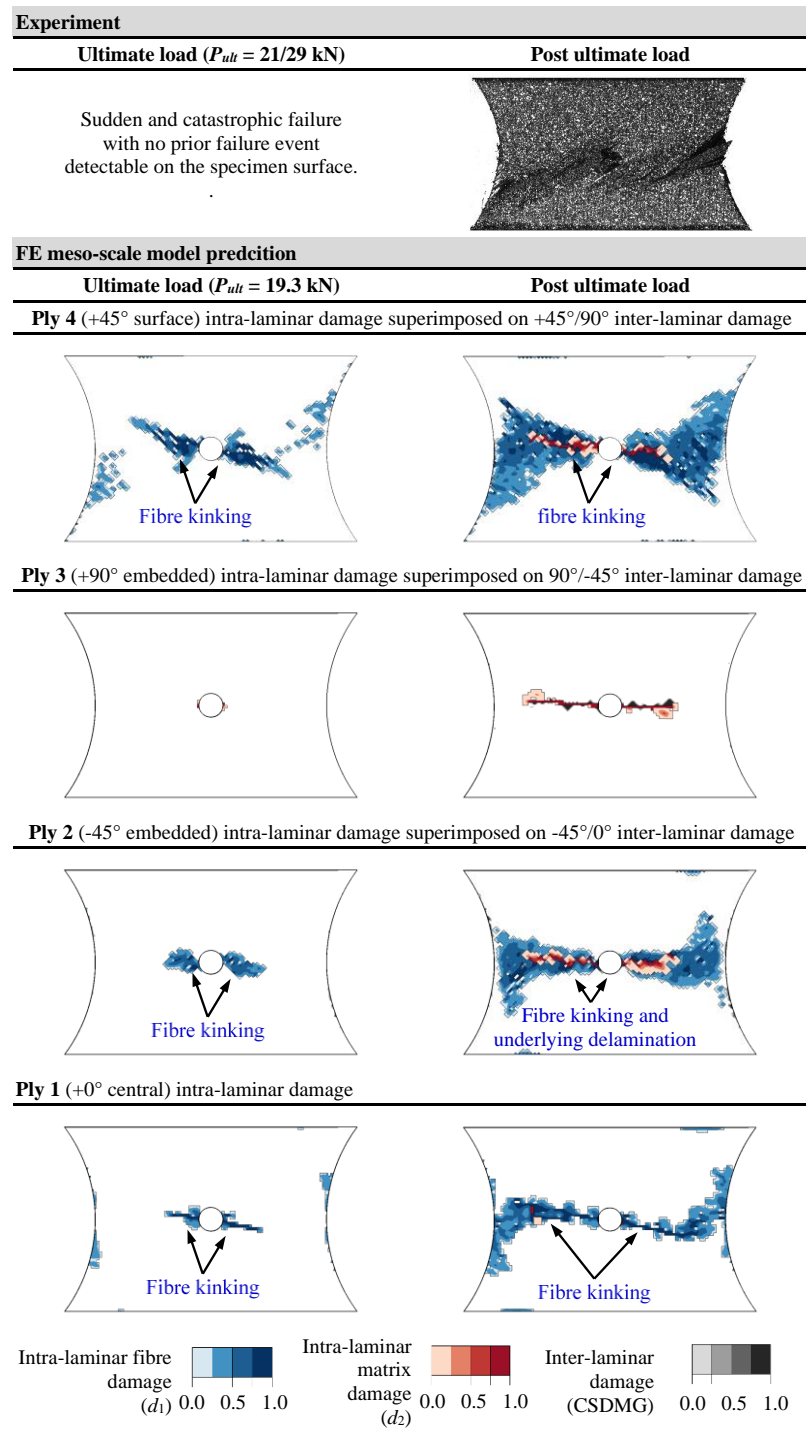 Experiment
Ultimate load (Pult = 21/29 kN) Post ultimate load
Sudden and catastrophic failure
with no prior failure event
detectable on the specimen surface.
.
FE meso-scale model predcition
Ultimate load (Pult = 19.3 kN) Post ultimate load
Ply 4 (+45° surface) intra-laminar damage superimposed on +45°/90° inter-laminar damage
Fibre kinking fibre kinking
Ply 3 (+90° embedded) intra-laminar damage superimposed on 90°/-45° inter-laminar damage
Ply 2 (-45° embedded) intra-laminar damage superimposed on -45°/0° inter-laminar damage
Fibre kinking Fibre kinking and
underlying delamination
Ply 1 (+0° central) intra-laminar damage
Fibre kinking Fibre kinking
Intra-laminar fibre
damage
(d1)
0.0 0.5 1.0
Intra-laminar
matrix
damage
(d2)
0.0 0.5 1.0
Inter-laminar
damage
(CSDMG)
0.0 0.5 1.0